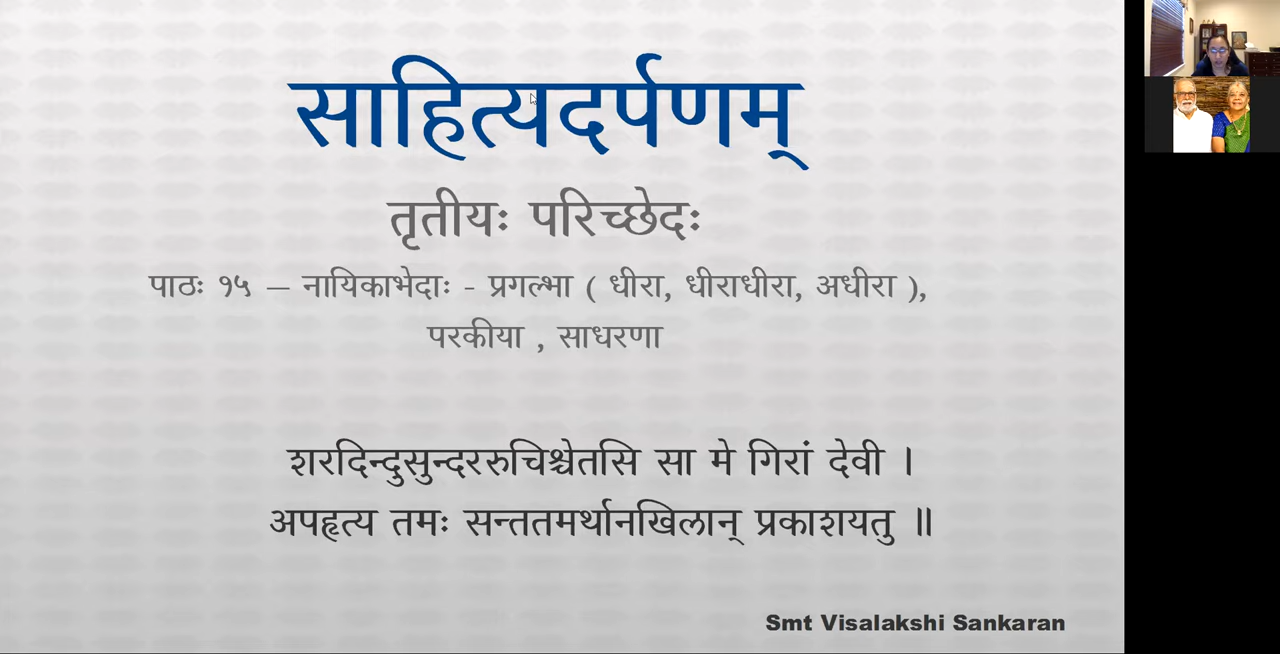 साहित्यदर्पणम्
तृतीयः परिच्छेदः
पाठः १५ – नायिकाभेदाः - प्रगल्भा ( धीरा, धीराधीरा, अधीरा ),
परकीया , साधरणा
शरदिन्दुसुन्दररुचिश्चेतसि सा मे गिरां देवी ।
अपहृत्य तमः सन्ततमर्थानखिलान् प्रकाशयतु ॥
Smt Visalakshi Sankaran